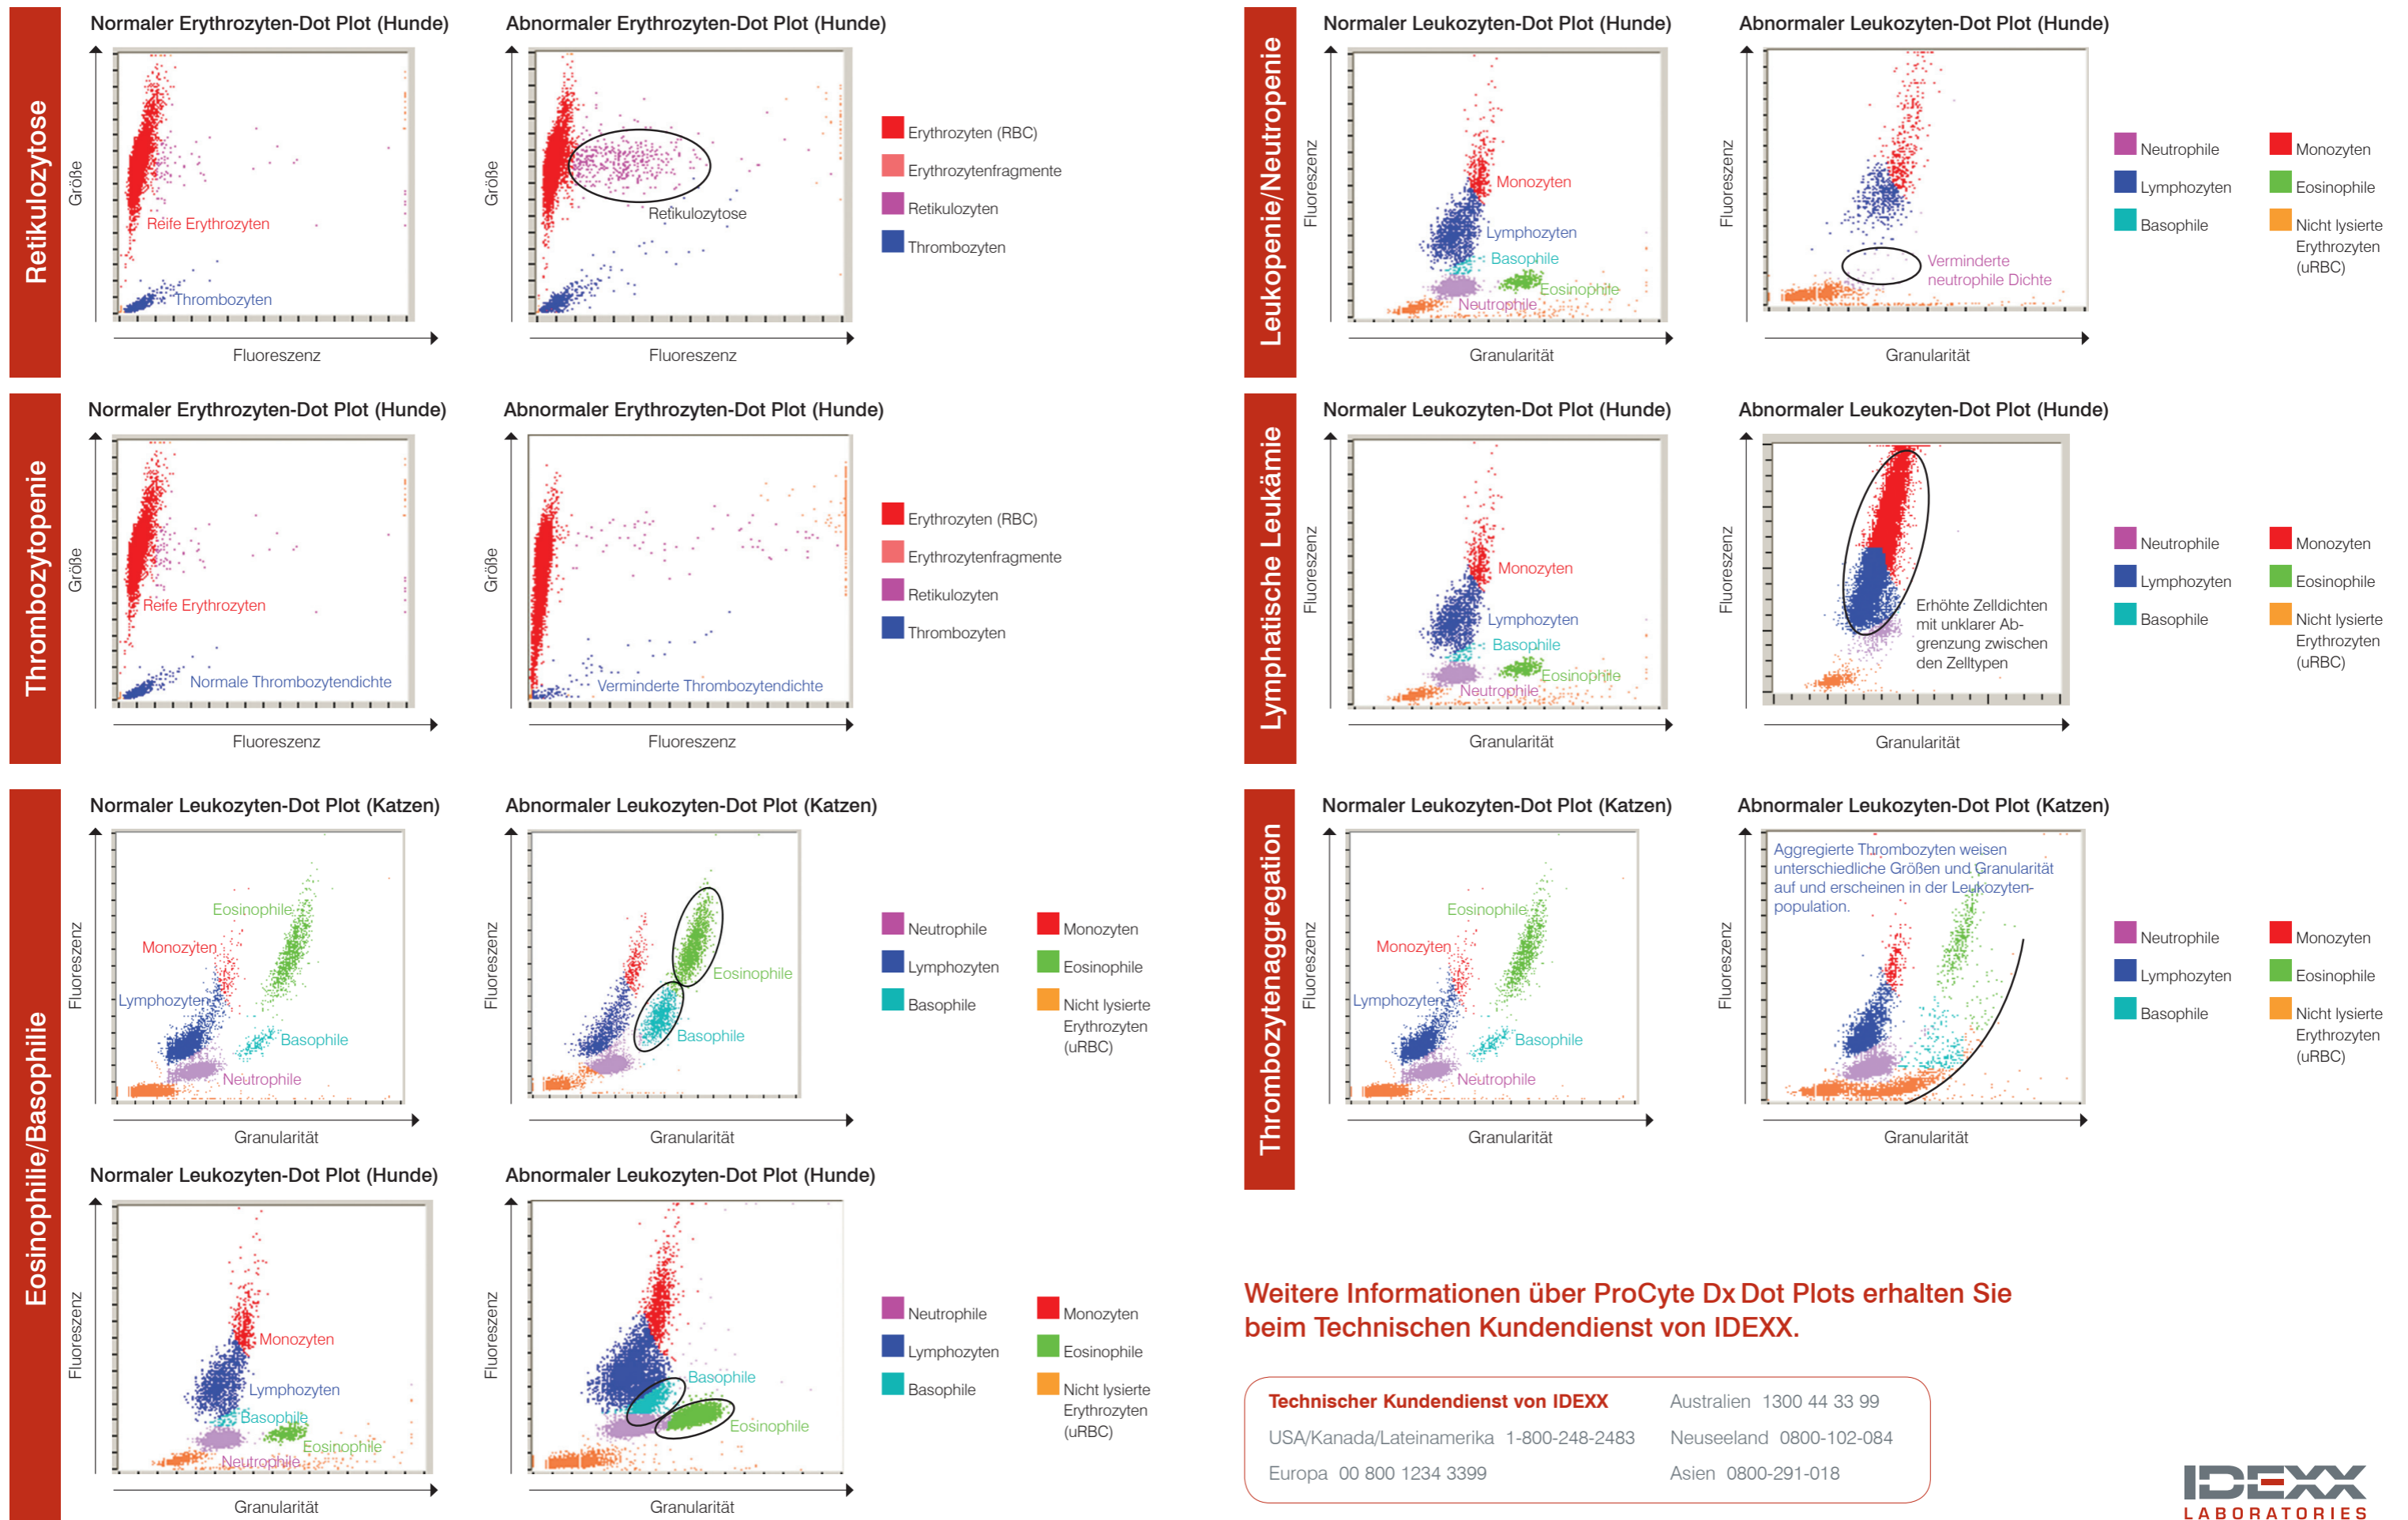 Retikulozytose
Normaler Erythrozyten-Dot Plot (Hunde)
Größe
Reife Erythrozyten
Thrombozyten
Fluoreszenz
Abnormaler Erythrozyten-Dot Plot (Hunde)
Größe
Retikulozytose
Fluoreszenz
Erythrozyten (RBC)
Erythrozytenfragmente
Retikulozyten
Thrombozyten
Thrombozytopenie
Normaler Erythrozyten-Dot Plot (Hunde)
Größe
Reife Erythrozyten
Normale Thrombozytendichte
Fluoreszenz
Abnormaler Erythrozyten-Dot Plot (Hunde)
Größe
Verminderte Thrombozytendichte
Fluoreszenz
Erythrozyten (RBC)
Erythrozytenfragmente
Retikulozyten
Thrombozyten
Eosinophilie/Basophilie
Normaler Leukozyten-Dot Plot (Katzen)
Fluoreszenz
Eosinophile
Monozyten
Lymphozyten
Basophile
Neutrophile
Granularität
Abnormaler Leukozyten-Dot Plot (Katzen)
Fluoreszenz
Eosinophile
Basophile
Granularität
Neutrophile
Lymphozyten
Basophile
Monozyten
Eosinophile
Nicht lysierte
Erythrozyten
(uRBC)
Normaler Leukozyten-Dot Plot (Hunde)
Fluoreszenz
Monozyten
Lymphozyten
Basophile
Eosinophile
Neutrophile
Granularität
Abnormaler Leukozyten-Dot Plot (Hunde)
Fluoreszenz
Basophile
Eosinophile
Granularität
Neutrophile
Lymphozyten
Basophile
Monozyten
Eosinophile
Nicht lysierte
Erythrozyten
(uRBC)
Leukopenie/Neutropenie
Normaler Leukozyten-Dot Plot (Hunde)
Fluoreszenz
Monozyten
Lymphozyten
Basophile
Eosinophile
Neutrophile
Granularität
Abnormaler Leukozyten-Dot Plot (Hunde)
Fluoreszenz
Verminderte
neutrophile Dichte
Granularität
Neutrophile
Lymphozyten
Basophile
Monozyten
Eosinophile
Nicht lysierte
Erythrozyten
(uRBC)
Lymphatische Leukämie
Normaler Leukozyten-Dot Plot (Hunde)
Fluoreszenz
Monozyten
Lymphozyten
Basophile
Eosinophile
Neutrophile
Granularität
Abnormaler Leukozyten-Dot Plot (Hunde)
Fluoreszenz
Erhöhte Zelldichten
mit unklarer Ab-
grenzung zwischen
den Zelltypen
Granularität
Neutrophile
Lymphozyten
Basophile
Monozyten
Eosinophile
Nicht lysierte
Erythrozyten
(uRBC)
Thrombozytenaggregation
Normaler Leukozyten-Dot Plot (Katzen)
Fluoreszenz
Eosinophile
Monozyten
Lymphozyten
Basophile
Neutrophile
Granularität
Abnormaler Leukozyten-Dot Plot (Katzen)
Fluoreszenz
Aggregierte Thrombozyten weisen
unterschiedliche Größen und Granularität
auf und erscheinen in der Leukozyten-
population.
Granularität
Neutrophile
Lymphozyten
Basophile
Monozyten
Eosinophile
Nicht lysierte
Erythrozyten
(uRBC)
Weitere Informationen über ProCyte Dx Dot Plots erhalten Sie
beim Technischen Kundendienst von IDEXX.
Technischer Kundendienst von IDEXX
USA/Kanada/Lateinamerika 1-800-248-2483
Europa 00 800 1234 3399
Australien 1300 44 33 99
Neuseeland 0800-102-084
Asien 0800-291-018
IDEXX
LABORATORIES